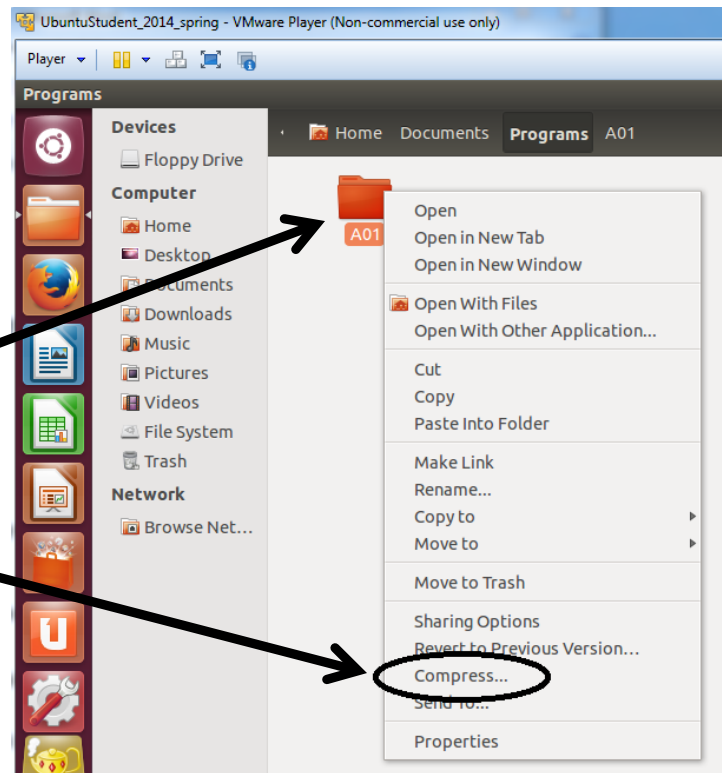 UbuntuStudent_2014_spring - VMware Player (Non-commercial use only)
Player
Programs
Devices
Floppy Drive
Computer
Home
Desktop
Documents
Downloads
Music
Pictures
Videos
File System
Trash
Network
Browse Net...
Home Documents Programs A01
A01
Open
Open in New Tab
Open in New Window
Open With Files
Open With Other Application...
Cut
Copy
Paste Into Folder
Make Link
Rename...
Copy to
Move to
Move to Trash
Sharing Options
Revert to Previous Version...
Compress...
Send To...
Properties